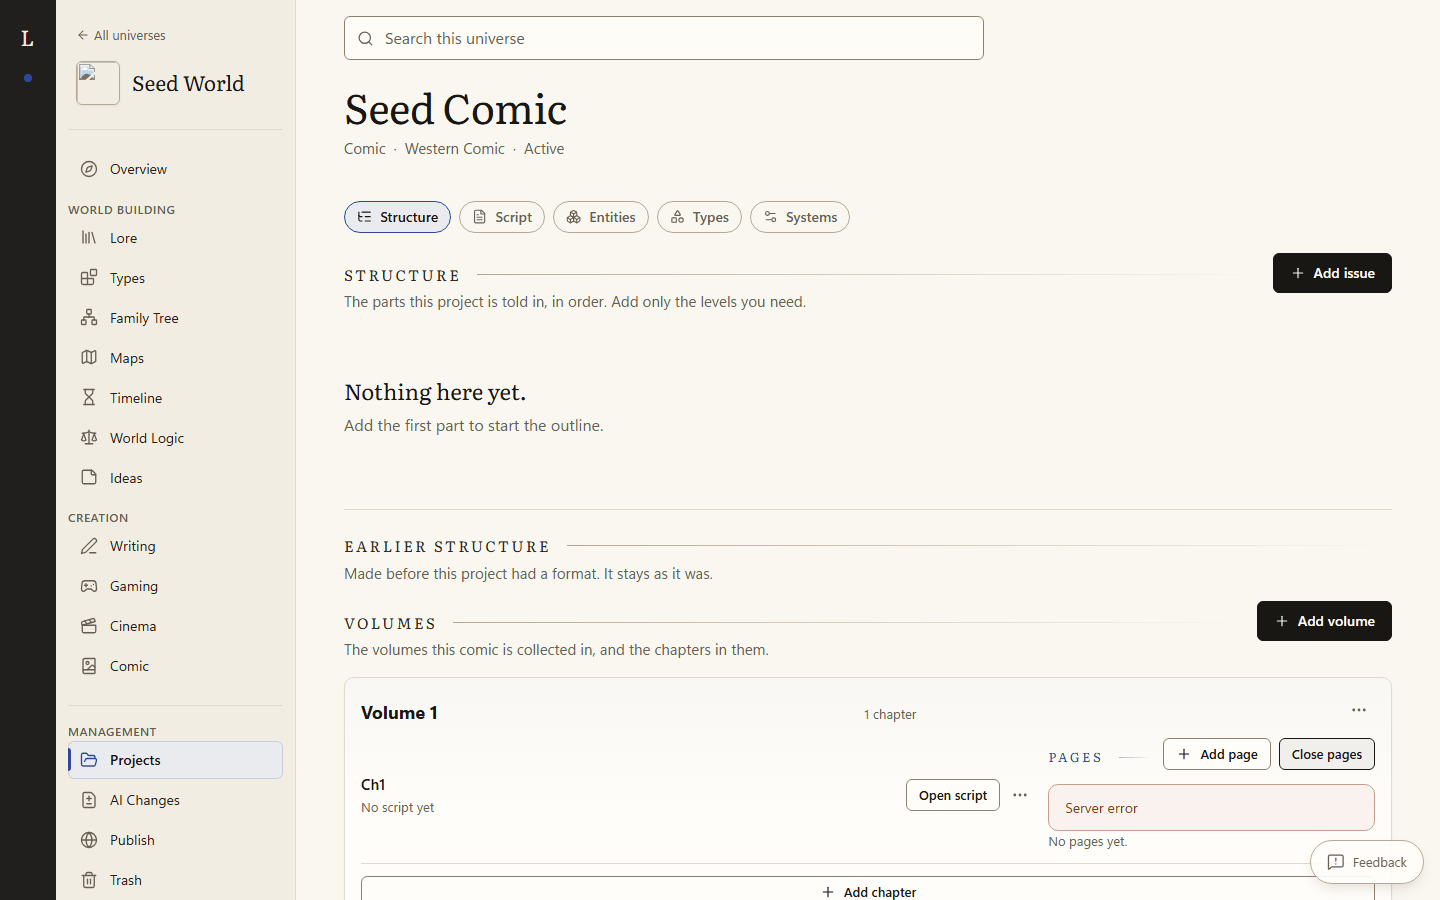 L
All universes
Seed World
Overview
WORLD BUILDING
Lore
Types
Family Tree
Maps
Timeline
World Logic
Ideas
CREATION
Writing
Gaming
Cinema
Comic
MANAGEMENT
Projects
AI Changes
Publish
Trash
Search this universe
Seed Comic
Comic · Western Comic · Active
Structure
Script
Entities
Types
Systems
STRUCTURE
Add issue
The parts this project is told in, in order. Add only the levels you need.
Nothing here yet.
Add the first part to start the outline.
EARLIER STRUCTURE
Made before this project had a format. It stays as it was.
VOLUMES
Add volume
The volumes this comic is collected in, and the chapters in them.
Volume 1
1 chapter
Ch1
No script yet
Open script
PAGES
Add page
Close pages
Server error
No pages yet.
Add chapter
Feedback